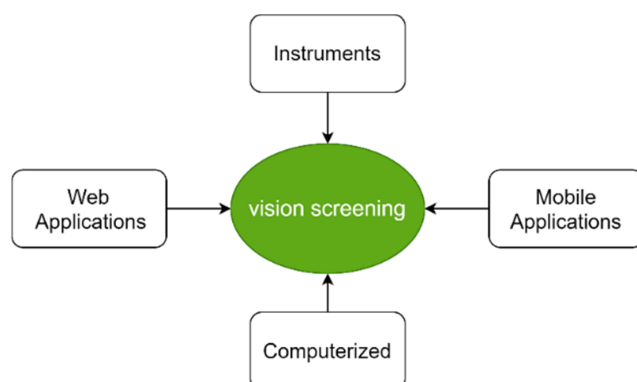 Instruments
Web
Applications
vision screening
Mobile
Applications
Computerized